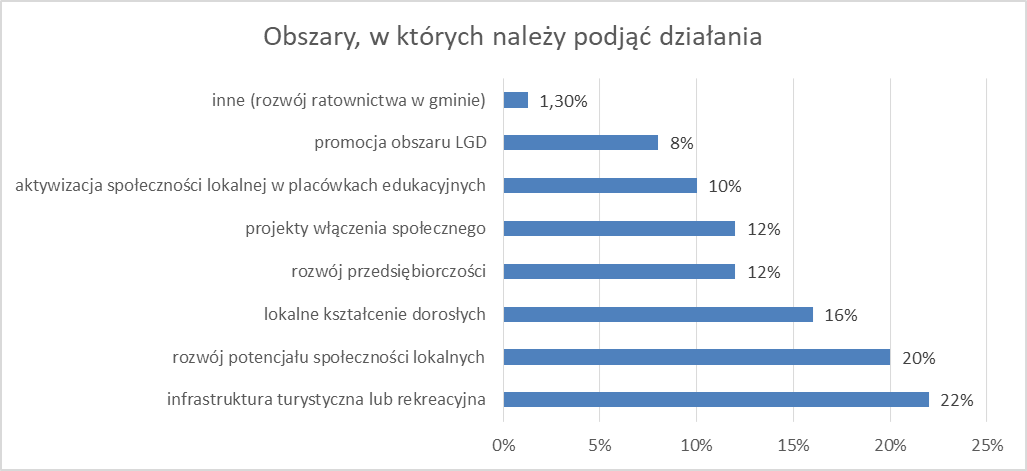 Obszary, w których należy podjąć działania
inne (rozwój ratownictwa w gminie)
1,30%
promocja obszaru LGD
8%
aktywizacja społeczności lokalnej w placówkach edukacyjnych
10%
projekty włączenia społecznego
12%
rozwój przedsiębiorczości
12%
lokalne kształcenie dorosłych
16%
rozwój potencjału społeczności lokalnych
20%
infrastruktura turystyczna lub rekreacyjna
22%
0% 5% 10% 15% 20% 25%